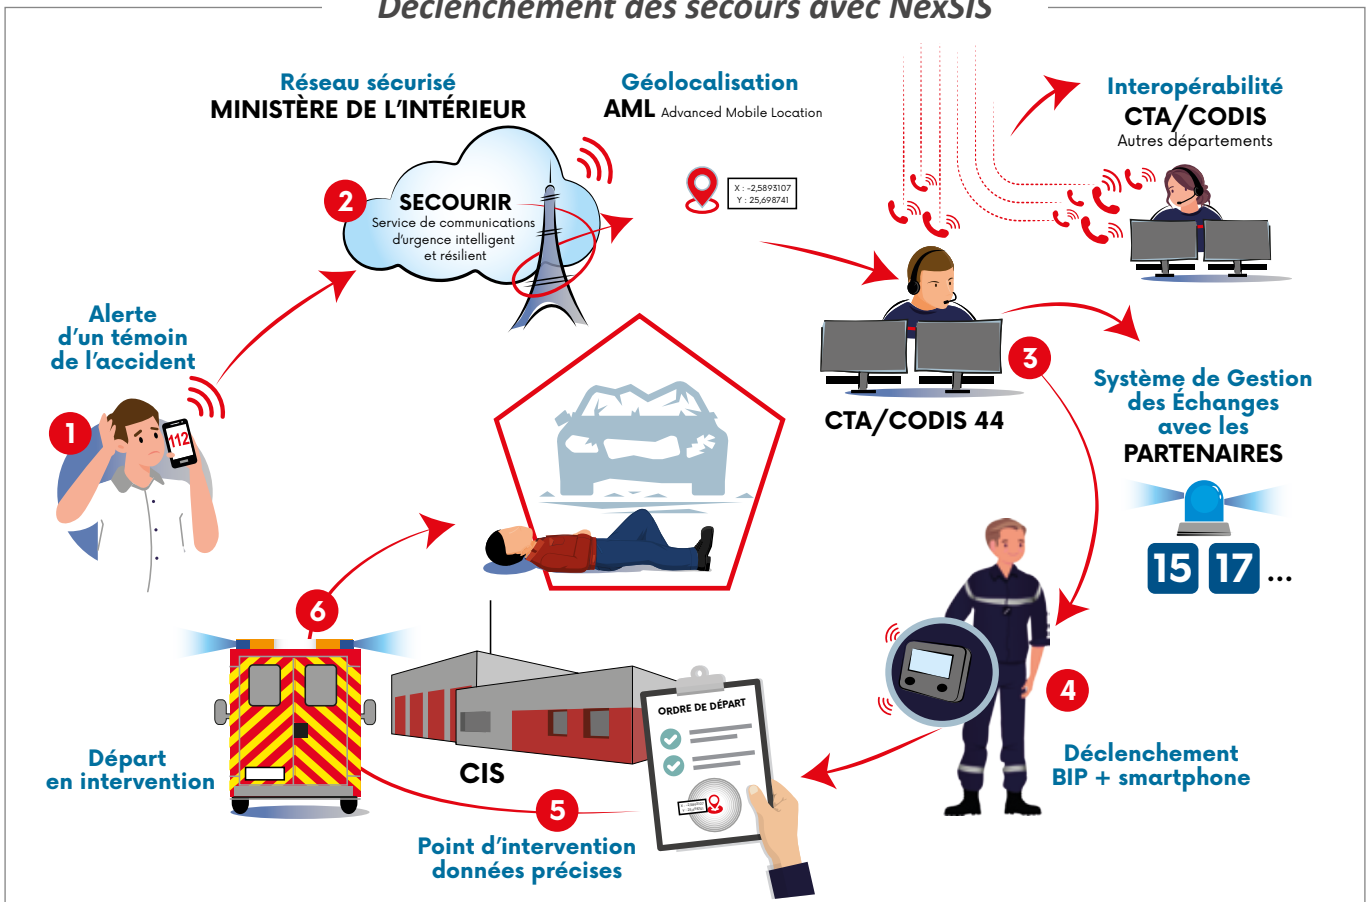 Déclenchement des secours avec NexSIS
Réseau sécurisé
MINISTÈRE DE L'INTÉRIEUR
Géolocalisation
AML Advanced Mobile Location
X : -2,5893107
Y : 25,698741
Interopérabilité
CTA/CODIS
Autres départements
2
SECOURIR
Service de communications
d'urgence intelligent
et résilient
Alerte
d'un témoin
de l'accident
1
112
3
CTA/CODIS 44
Système de Gestion
des Échanges
avec les
PARTENAIRES
15 17 ...
4
Déclenchement
BIP + smartphone
ORDRE DE DÉPART
CIS
5
Point d'intervention
données précises
6
Départ
en intervention